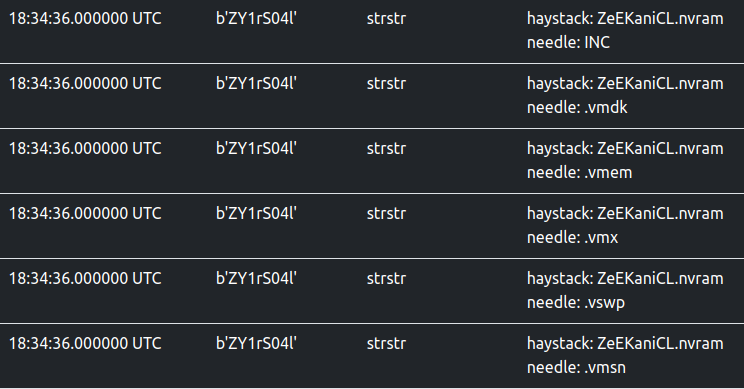 18:34:36.000000 UTC b'ZY1rS04l' strstr haystack: ZeEKaniCL.nvram
needle: INC
18:34:36.000000 UTC b'ZY1rS04l' strstr haystack: ZeEKaniCL.nvram
needle: .vmdk
18:34:36.000000 UTC b'ZY1rS04l' strstr haystack: ZeEKaniCL.nvram
needle: .vmem
18:34:36.000000 UTC b'ZY1rS04l' strstr haystack: ZeEKaniCL.nvram
needle: .vmx
18:34:36.000000 UTC b'ZY1rS04l' strstr haystack: ZeEKaniCL.nvram
needle: .vswp
18:34:36.000000 UTC b'ZY1rS04l' strstr haystack: ZeEKaniCL.nvram
needle: .vmsn